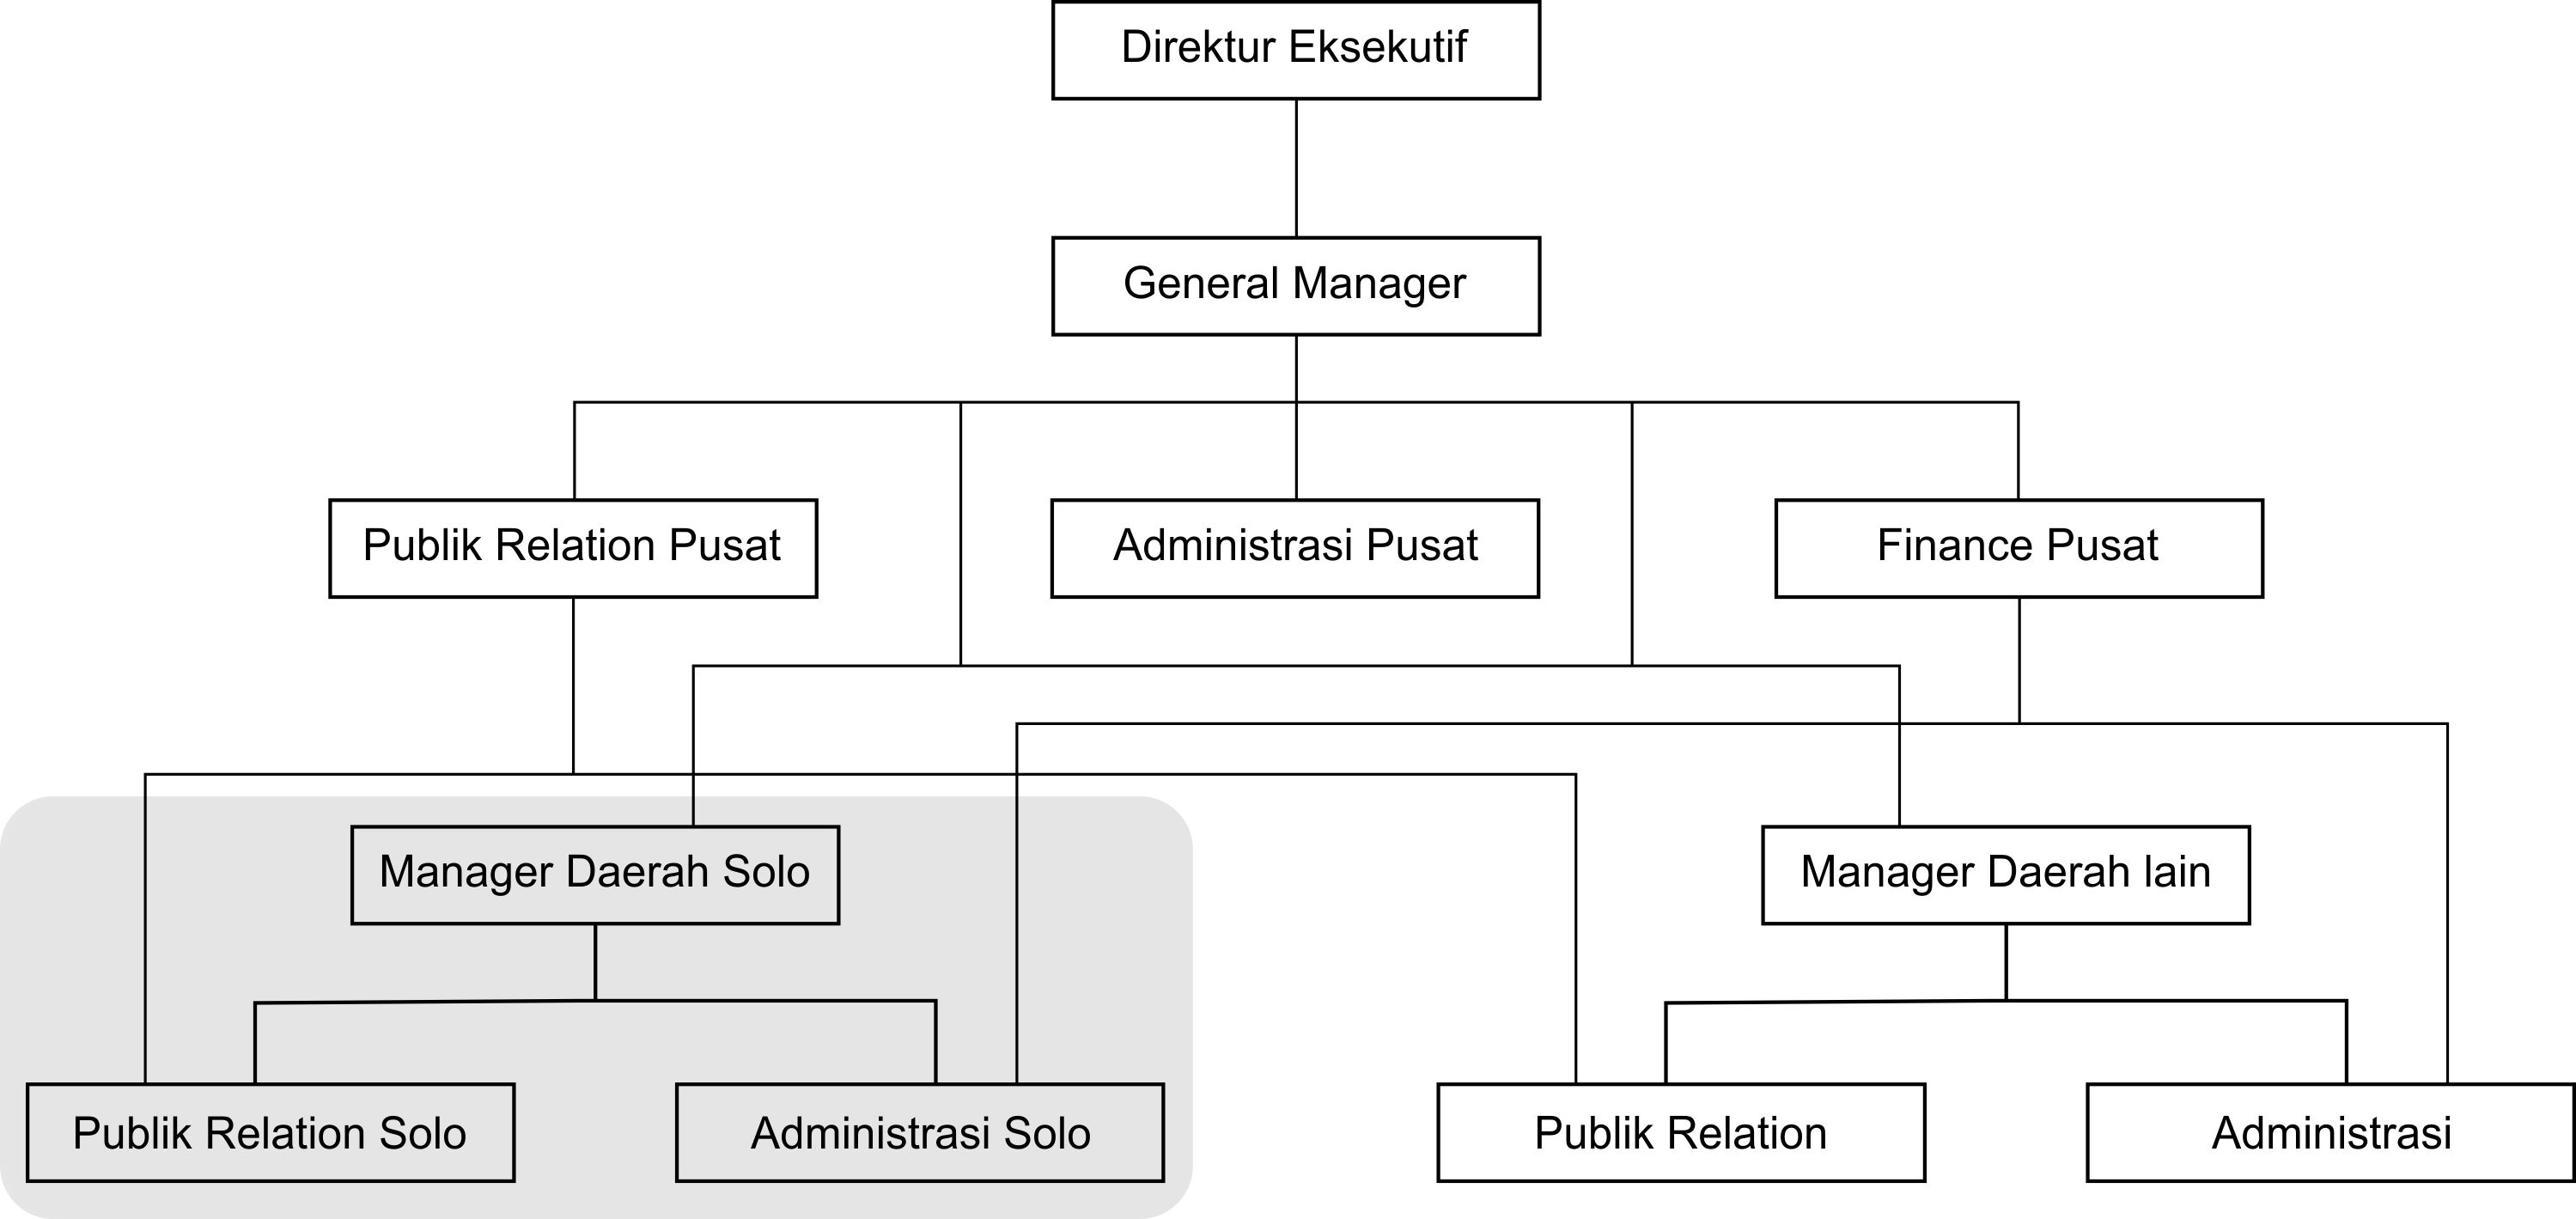 Direktur Eksekutif
General Manager
Publik Relation Pusat
Administrasi Pusat
Finance Pusat
Manager Daerah Solo
Manager Daerah lain
Publik Relation Solo
Administrasi Solo
Publik Relation
Administrasi